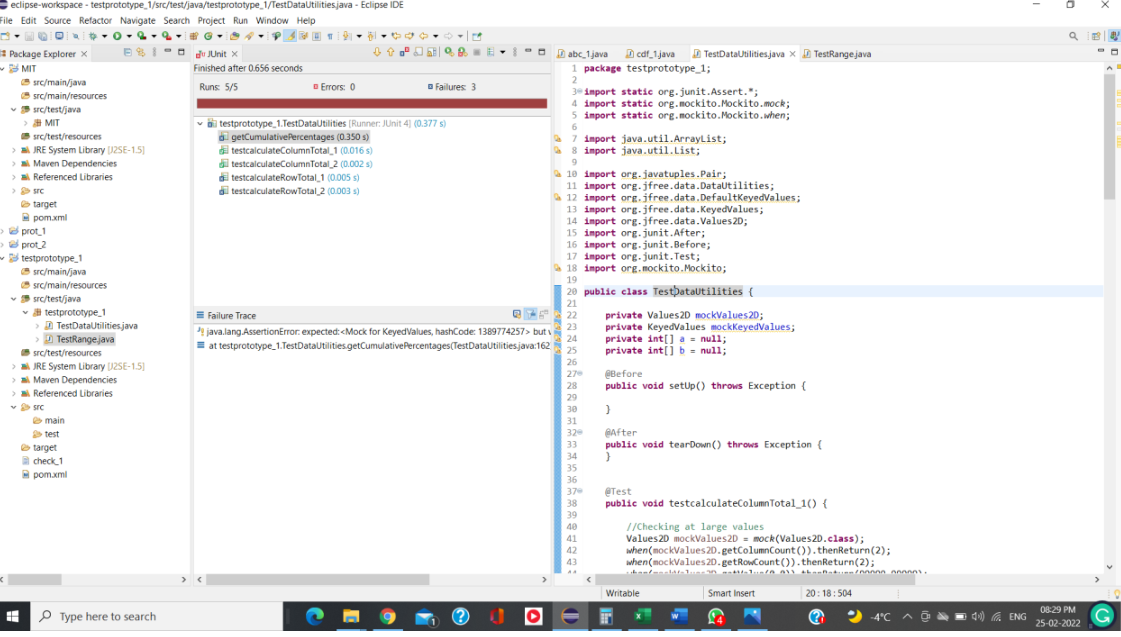 eclipse-workspace - testprototype_1/src/test/java/testprototype_1/TestDataUtilities.java - Eclipse IDE
File Edit Source Refactor Navigate Search Project Run Window Help
Package Explorer
MIT
src/main/java
src/main/resources
src/test/java
MIT
src/test/resources
JRE System Library [J2SE-1.5]
Maven Dependencies
Referenced Libraries
src
target
pom.xml
prot_1
prot_2
testprototype_1
src/main/java
src/main/resources
src/test/java
testprototype_1
TestDataUtilities.java
TestRange.java
src/test/resources
JRE System Library [J2SE-1.5]
Maven Dependencies
Referenced Libraries
src
main
test
target
check_1
pom.xml
JUnit
Finished after 0.656 seconds
Runs: 5/5 Errors: 0 Failures: 3
testprototype_1.TestDataUtilities [Runner: JUnit 4] (0.377 s)
getCumulativePercentages (0.350 s)
testcalculateColumnTotal_1 (0.016 s)
testcalculateColumnTotal_2 (0.002 s)
testcalculateRowTotal_1 (0.005 s)
testcalculateRowTotal_2 (0.003 s)
Failure Trace
java.lang.AssertionError: expected:<Mock for KeyedValues, hashCode: 1389774257> but
at testprototype_1.TestDataUtilities.getCumulativePercentages(TestDataUtilities.java:162
abc_1.java cdf_1.java TestDataUtilities.java TestRange.java
1 package testprototype_1;
2
3 import static org.junit.Assert.*;
4 import static org.mockito.Mockito.mock;
5 import static org.mockito.Mockito.when;
6
7 import java.util.ArrayList;
8 import java.util.List;
9
10 import org.javatuples.Pair;
11 import org.jfree.data.DataUtilities;
12 import org.jfree.data.DefaultKeyedValues;
13 import org.jfree.data.KeyedValues;
14 import org.jfree.data.Values2D;
15 import org.junit.After;
16 import org.junit.Before;
17 import org.junit.Test;
18 import org.mockito.Mockito;
19
20 public class TestDataUtilities {
21
22 private Values2D mockValues2D;
23 private KeyedValues mockKeyedValues;
24 private int[] a = null;
25 private int[] b = null;
26
27 @Before
28 public void setUp() throws Exception {
29
30 }
31
32 @After
33 public void tearDown() throws Exception {
34 }
35
36
37 @Test
38 public void testcalculateColumnTotal_1() {
39
40 //Checking at large values
41 Values2D mockValues2D = mock(Values2D.class);
42 when(mockValues2D.getColumnCount()).thenReturn(2);
43 when(mockValues2D.getRowCount()).thenReturn(2);
Writable Smart Insert 20 : 18 : 504
Type here to search
1
4
-4°C
ENG
08:29 PM
25-02-2022